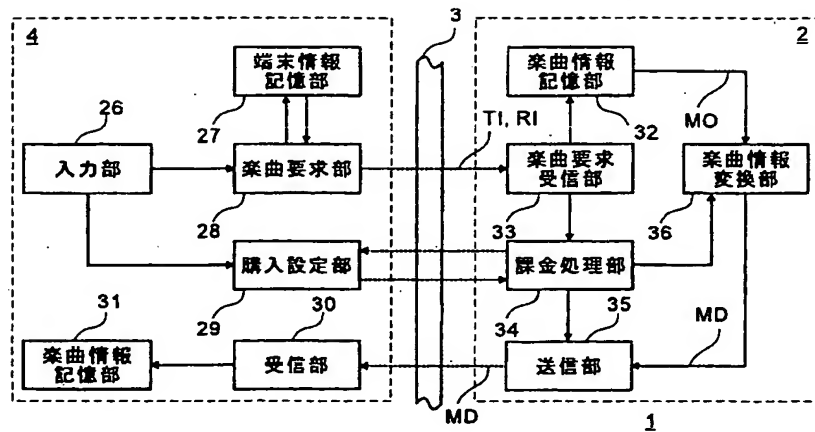 4
3
2
端末情報
記憶部
楽曲情報
記憶部
26
27
TI, RI
32
MO
入力部
楽曲要求部
楽曲要求
受信部
楽曲情報
変換部
28
33
36
購入設定部
課金処理部
29
30
34
35
31
MD
楽曲情報
記憶部
受信部
送信部
MD
1